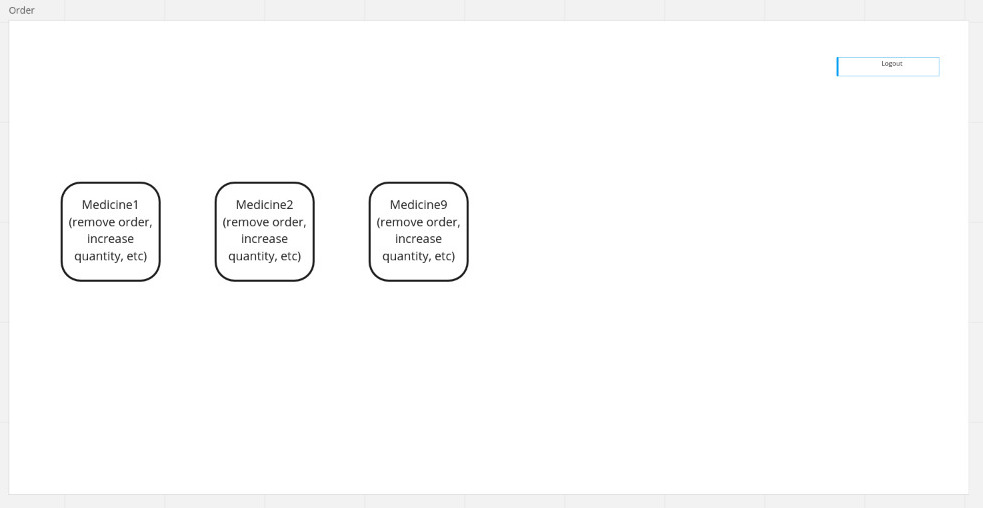 Order
Logout
Medicine1
(remove order,
increase
quantity, etc)
Medicine2
(remove order,
increase
quantity, etc)
Medicine9
(remove order,
increase
quantity, etc)